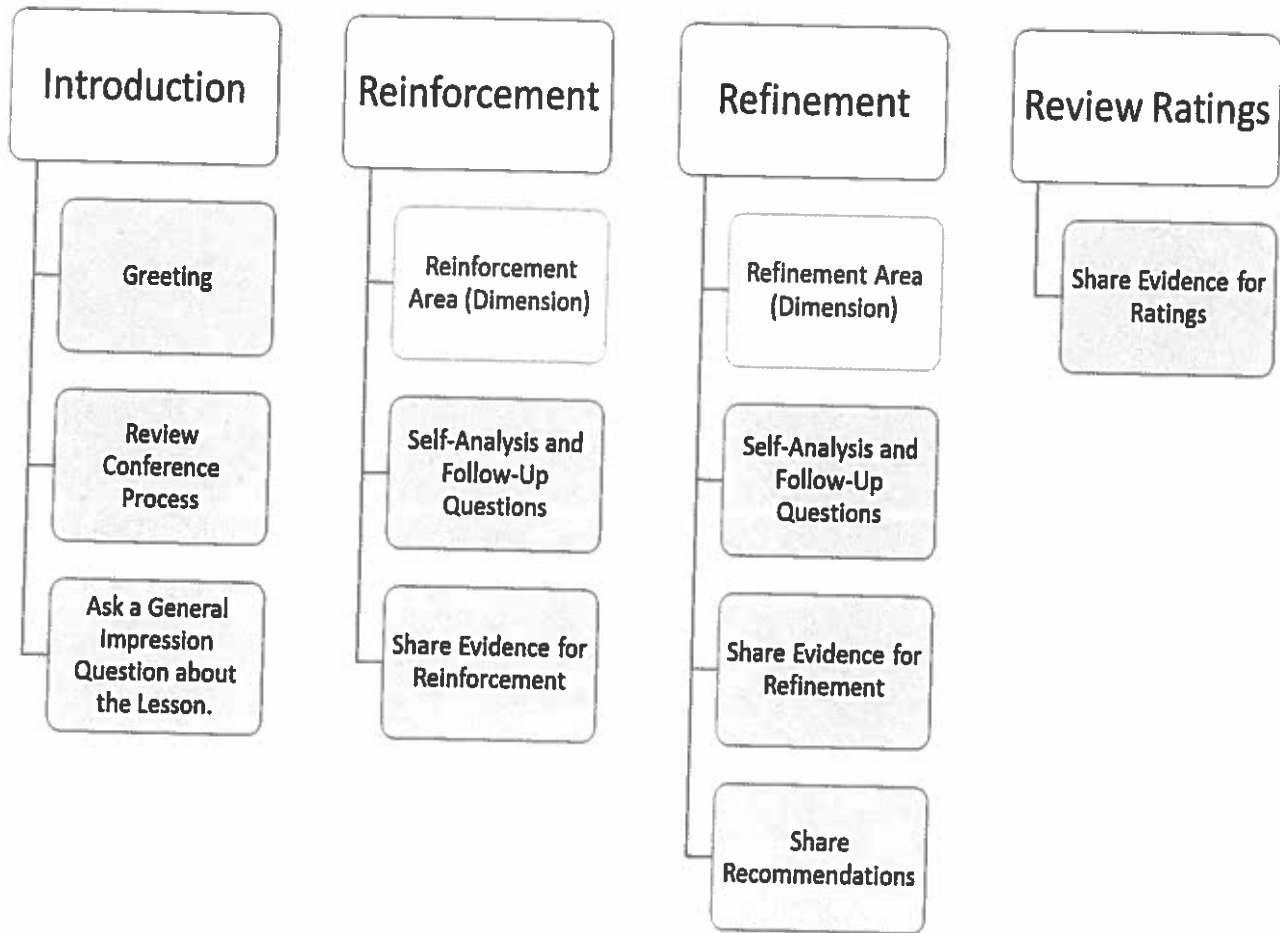 Introduction
Greeting
Review
Conference
Process
Ask a General
Impression
Question about
the Lesson.
Reinforcement
Reinforcement
Area (Dimension)
Self-Analysis and
Follow-Up
Questions
Share Evidence for
Reinforcement
Refinement
Refinement Area
(Dimension)
Self-Analysis and
Follow-Up
Questions
Share Evidence for
Refinement
Share
Recommendations
Review Ratings
Share Evidence for
Ratings